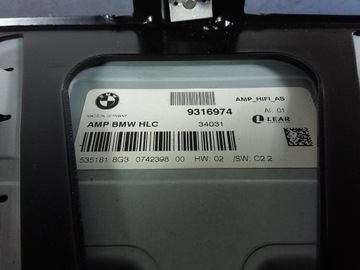 BMW
AMP_HIFI_AS
MADE IN GERMANY
9316974
AI: 01
AMP BMW HLC
34031
LEAR
535181 8G3 0742398 00 HW: 02 /SW: C2.2